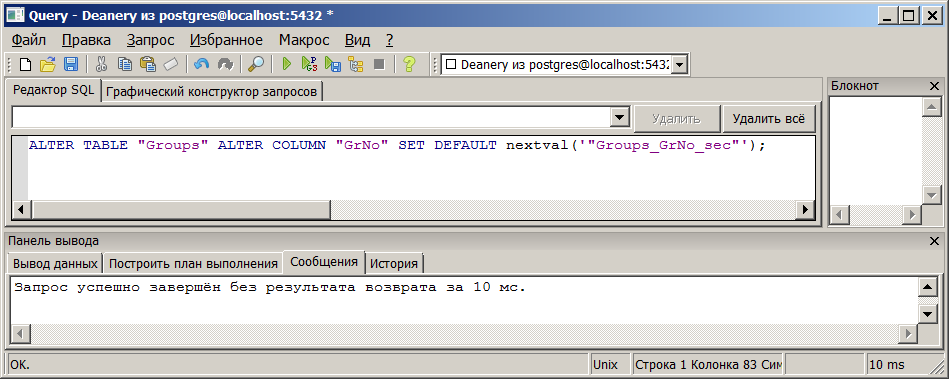 Query - Deanery из postgres@localhost:5432 *
Файл Правка Запрос Избранное Макрос Вид ?
Deanery из postgres@localhost:5432
Редактор SQL Графический конструктор запросов Блокнот
Удалить Удалить всё
ALTER TABLE "Groups" ALTER COLUMN "GrNo" SET DEFAULT nextval('"Groups_GrNo_sec"');
Панель вывода
Вывод данных Построить план выполнения Сообщения История
Запрос успешно завершён без результата возврата за 10 мс.
OK. Unix Строка 1 Колонка 83 Сим 10 ms